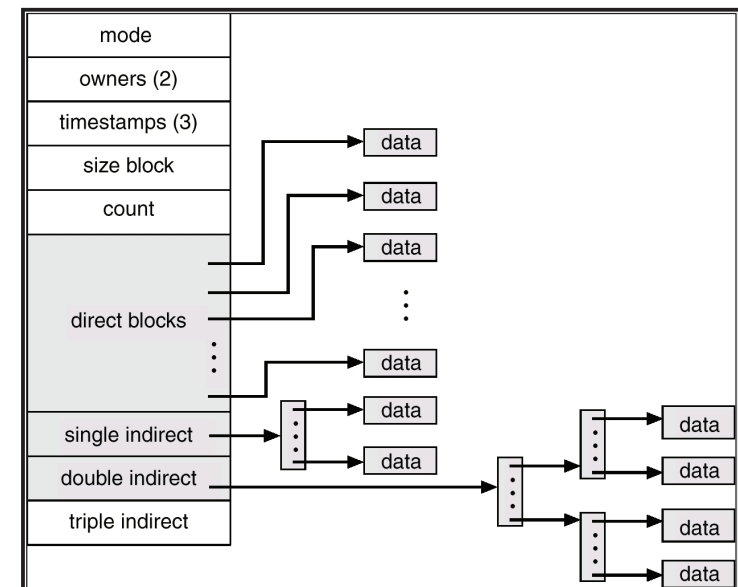 mode
owners (2)
timestamps (3)
size block
count
direct blocks
single indirect
double indirect
triple indirect
data
data
data
data
data
data
data
data
data
data